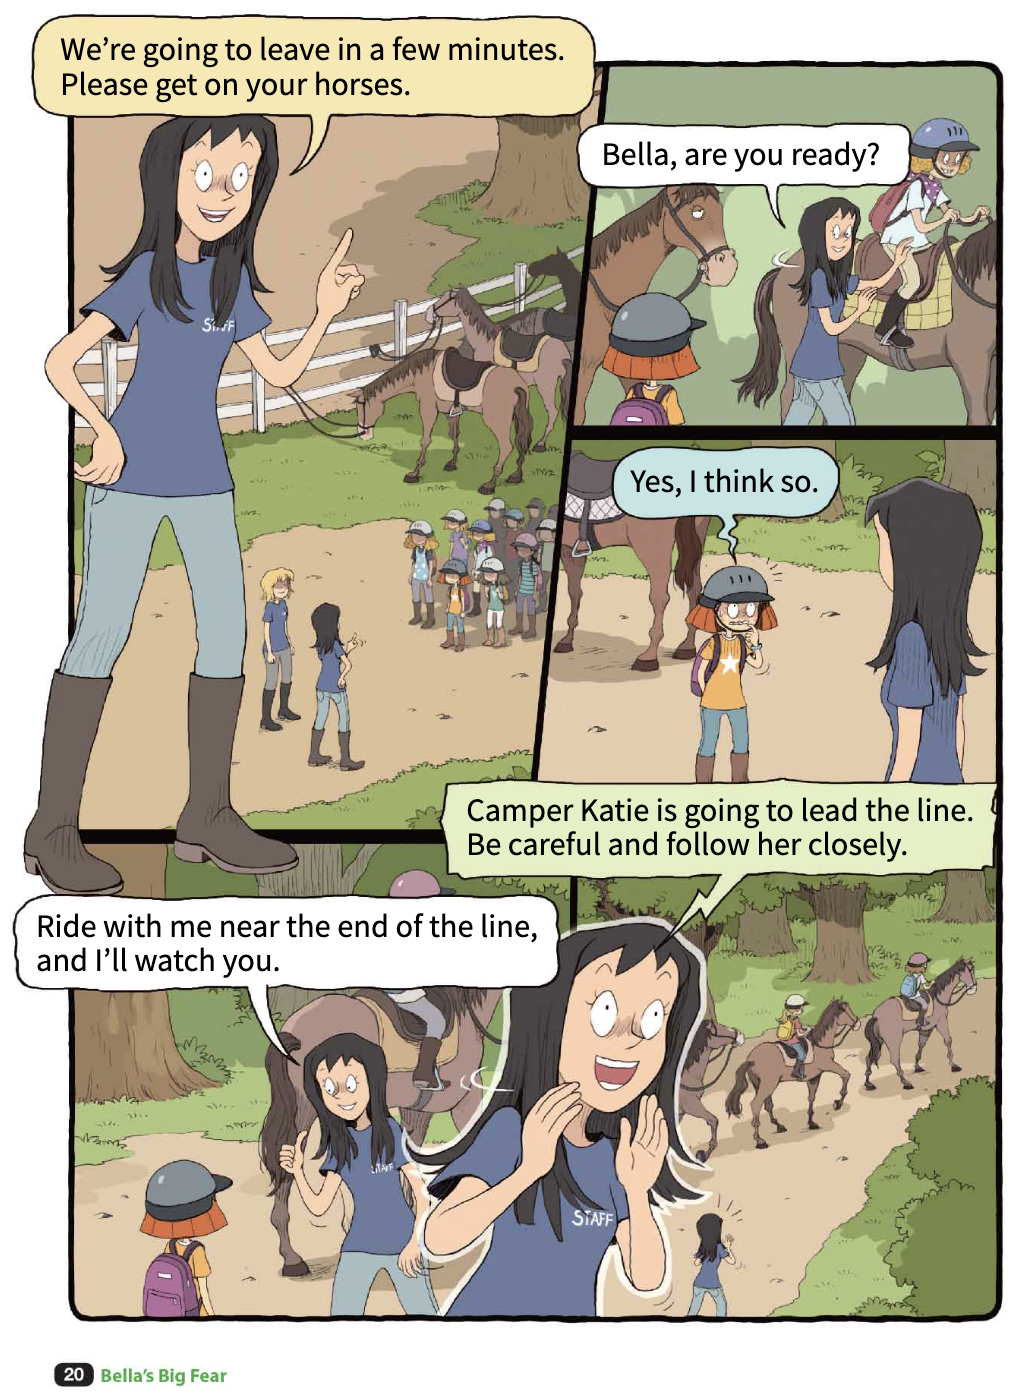 We're going to leave in a few minutes.
Please get on your horses.
STAFF
Bella, are you ready?
Yes, I think so.
Camper Katie is going to lead the line.
Be careful and follow her closely.
Ride with me near the end of the line,
and I'll watch you.
STAFF
STAFF
20 Bella's Big Fear